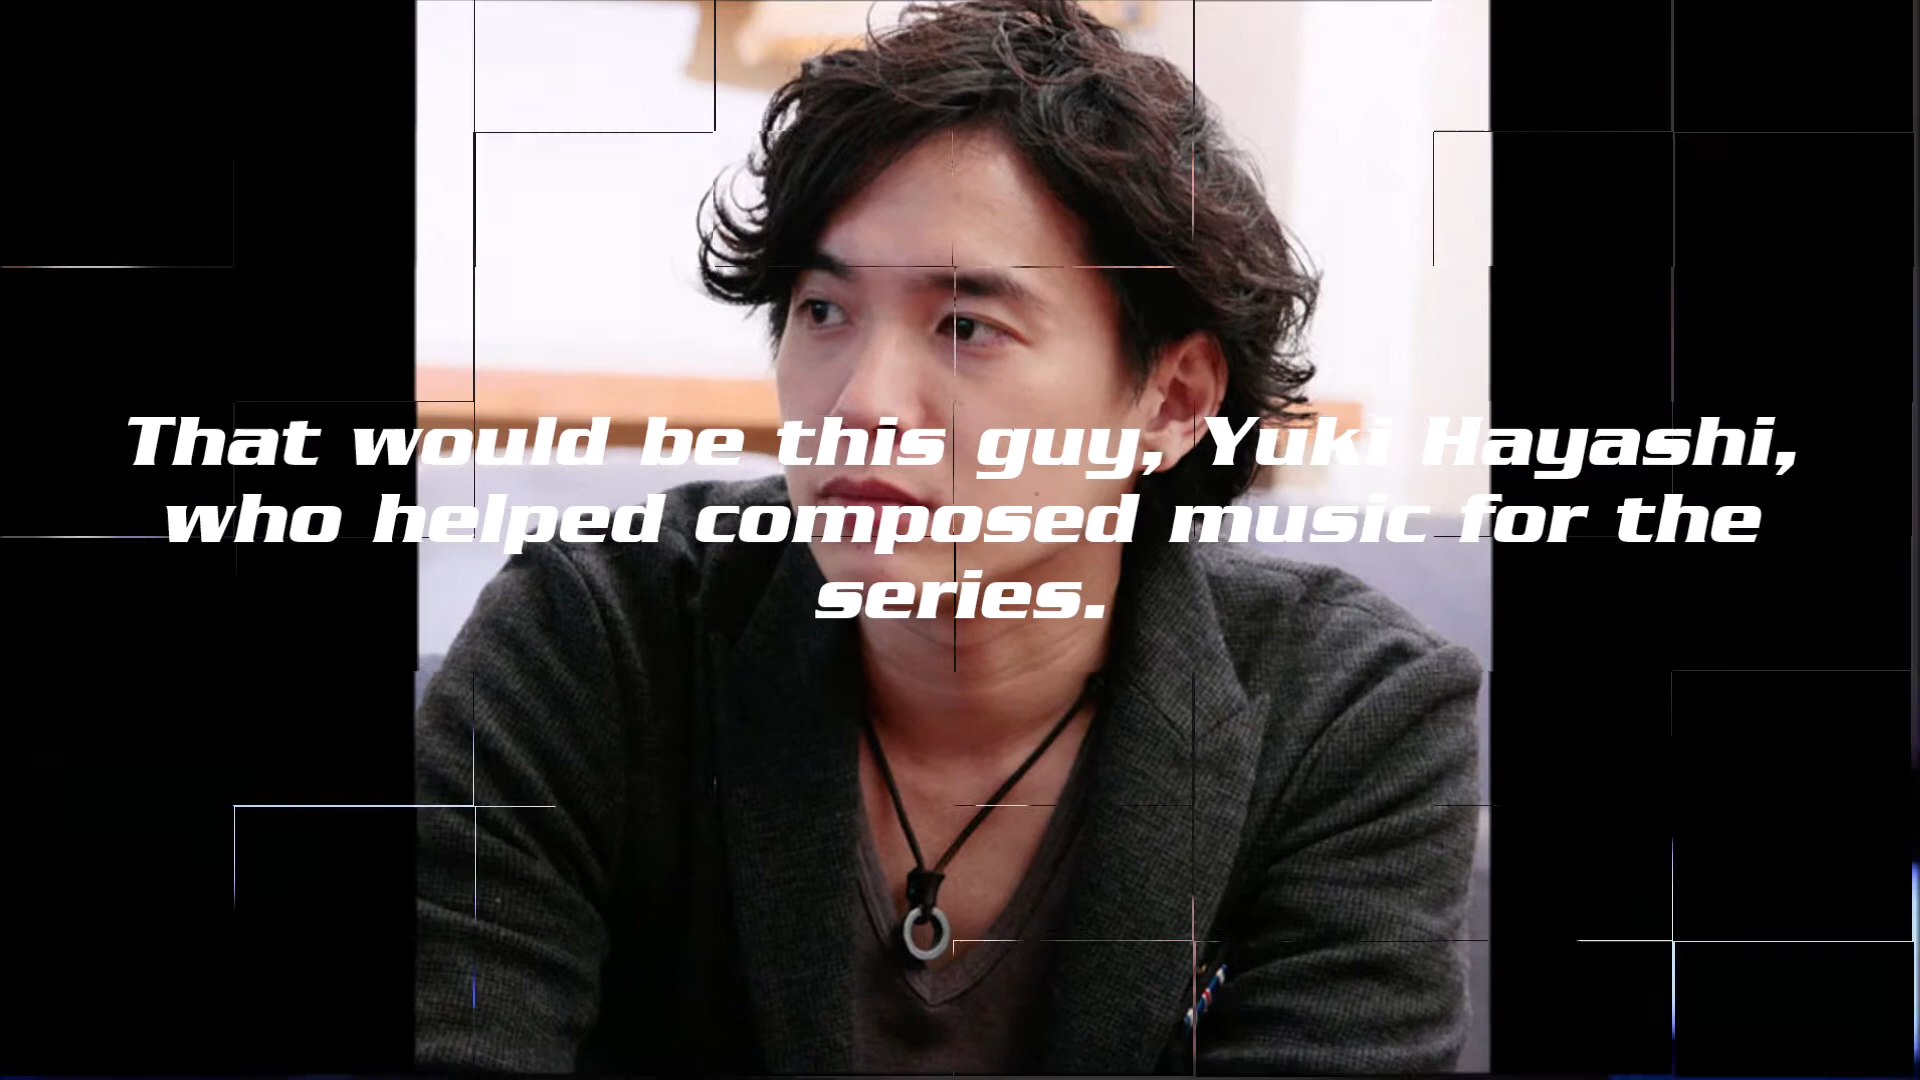 That would be this guy, Yuki Hayashi,
who helped composed music for the
series.